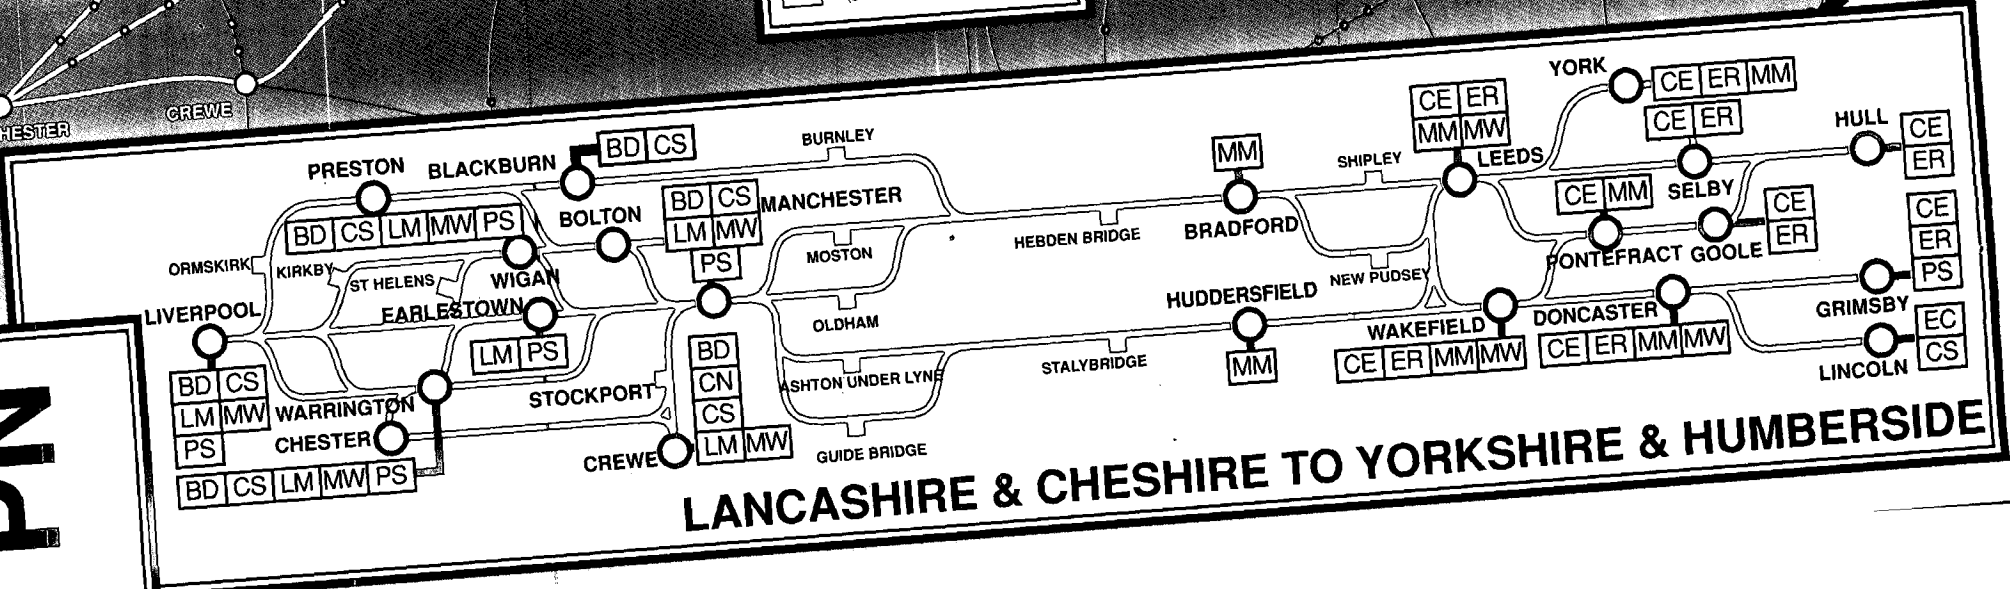 HESTER
CREWE
PRESTON
BLACKBURN
BD CS
BURNLEY
MM
SHIPLEY
CE ER
MM MW
LEEDS
YORK
CE ER MM
CE ER
HULL
CE
ER
BD CS LM MW PS
BOLTON
BD CS
LM MW
PS
MANCHESTER
MOSTON
HEBDEN BRIDGE
BRADFORD
CE MM
SELBY
CE
ER
CE
ER
PS
ORMSKIRK
KIRKBY
ST HELENS
WIGAN
NEW PUDSEY
PONTEFRACT
GOOLE
LIVERPOOL
EARLESTOWN
OLDHAM
HUDDERSFIELD
WAKEFIELD
DONCASTER
GRIMSBY
LM PS
BD
CN
CS
LM MW
STALYBRIDGE
MM
CE ER MM MW
CE ER MM MW
EC
CS
LINCOLN
BD CS
LM MW
PS
WARRINGTON
STOCKPORT
ASHTON UNDER LYNE
CHESTER
CREWE
GUIDE BRIDGE
BD CS LM MW PS
LANCASHIRE & CHESHIRE TO YORKSHIRE & HUMBERSIDE